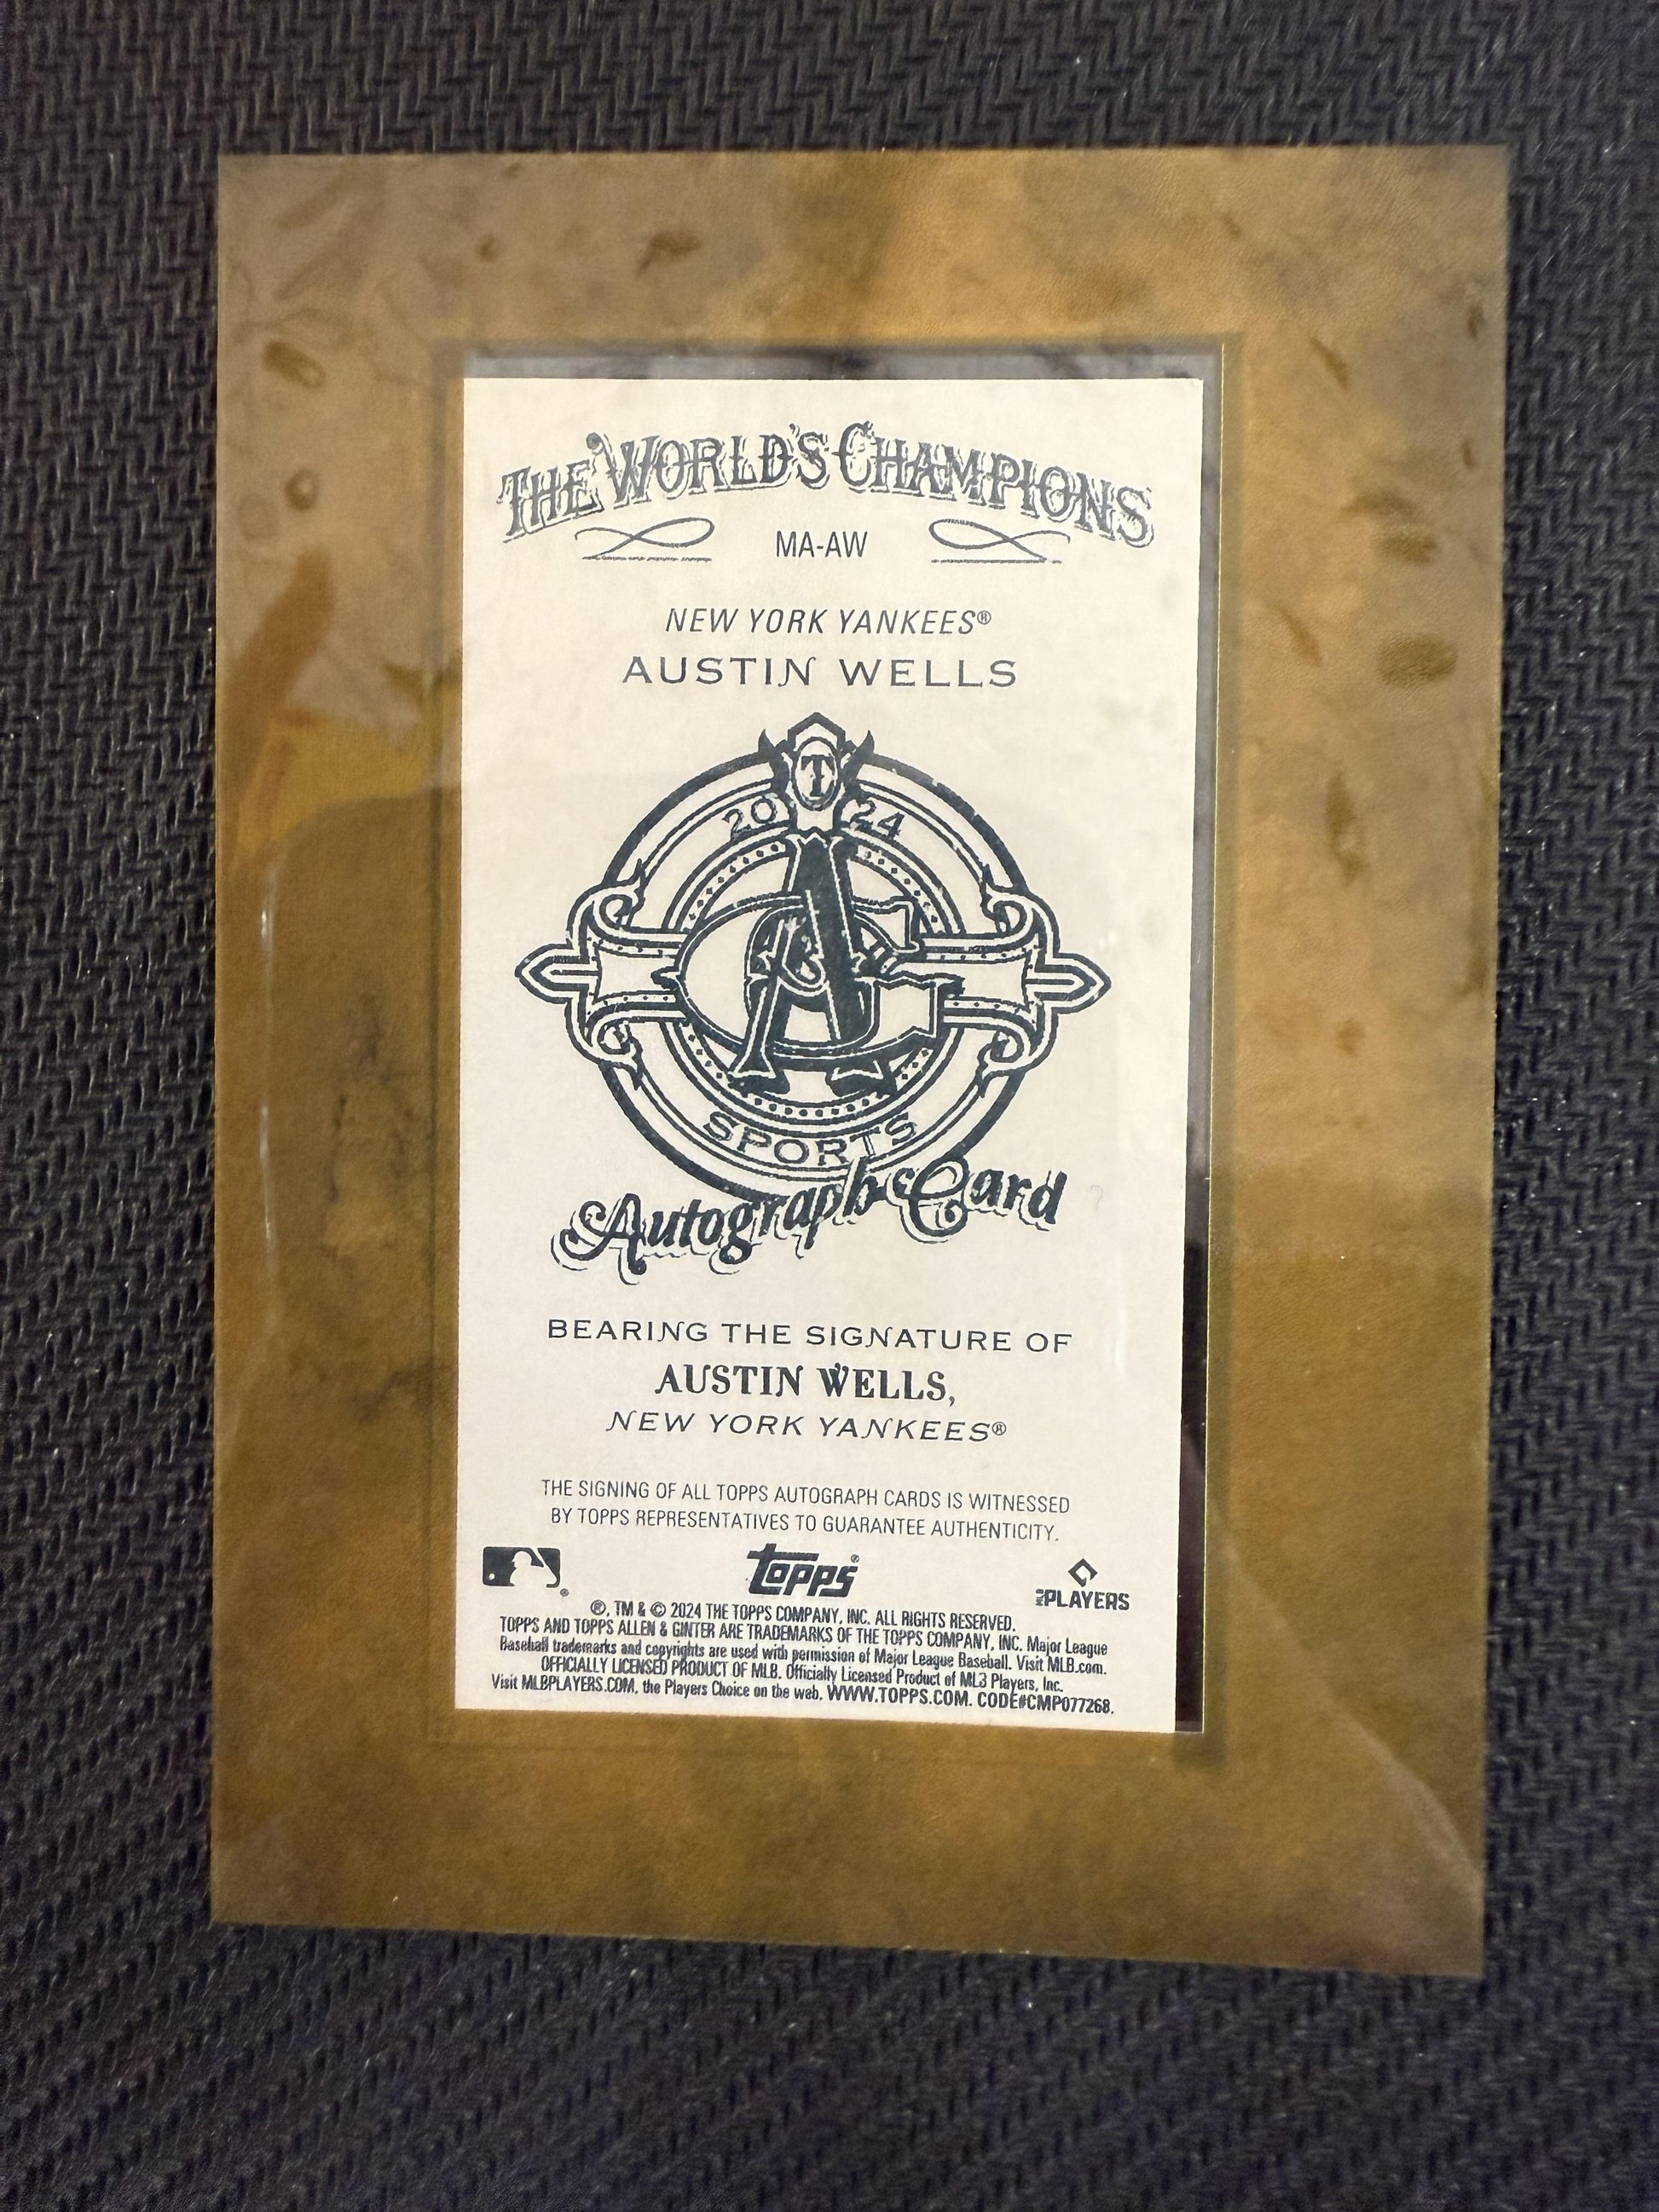 THE WORLD'S CHAMPIONS
MA-AW
NEW YORK YANKEES®
AUSTIN WELLS
T
20 24
A&G
SPORTS
Autograph Card
BEARING THE SIGNATURE OF
AUSTIN WELLS,
NEW YORK YANKEES®
THE SIGNING OF ALL TOPPS AUTOGRAPH CARDS IS WITNESSED
BY TOPPS REPRESENTATIVES TO GUARANTEE AUTHENTICITY.
® topps® MLB PLAYERS
®, TM & © 2024 THE TOPPS COMPANY, INC. ALL RIGHTS RESERVED.
TOPPS AND TOPPS ALLEN & GINTER ARE TRADEMARKS OF THE TOPPS COMPANY, INC. Major League
Baseball trademarks and copyrights are used with permission of Major League Baseball. Visit MLB.com.
OFFICIALLY LICENSED PRODUCT OF MLB. Officially Licensed Product of MLB Players, Inc.
Visit MLBPLAYERS.COM, the Players Choice on the web. WWW.TOPPS.COM. CODE#CMP077268.